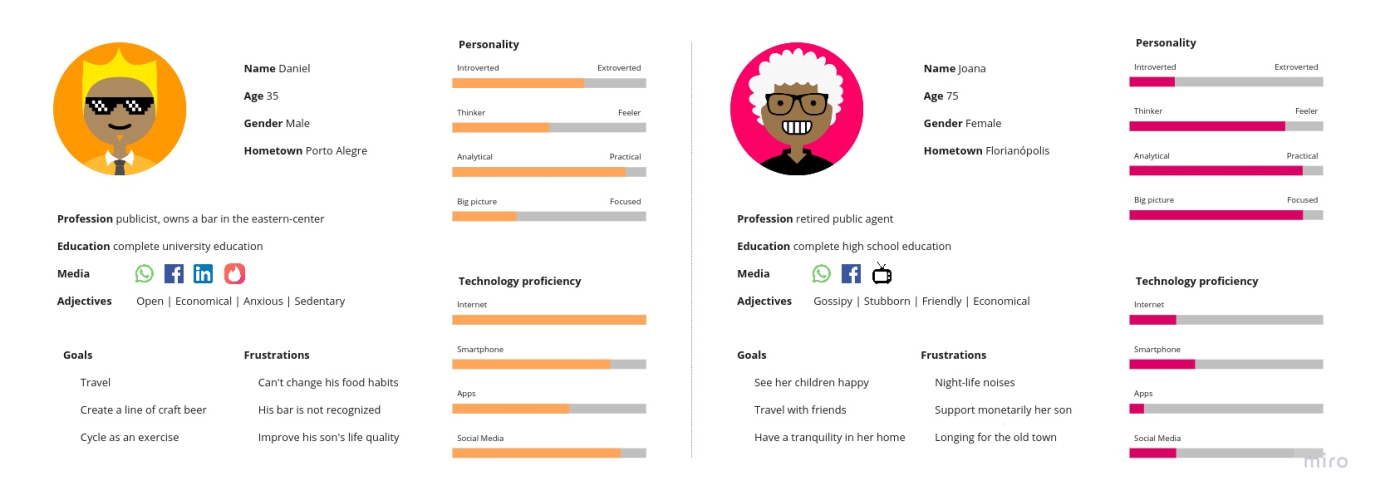 Name Daniel
Age 35
Gender Male
Hometown Porto Alegre
Profession publicist, owns a bar in the eastern-center
Education complete university education
Media
Adjectives Open | Economical | Anxious | Sedentary
Goals
Travel
Create a line of craft beer
Cycle as an exercise
Frustrations
Can't change his food habits
His bar is not recognized
Improve his son's life quality
Personality
Introverted Extroverted
Thinker Feeler
Analytical Practical
Big picture Focused
Technology proficiency
Internet
Smartphone
Apps
Social Media
Name Joana
Age 75
Gender Female
Hometown Florianópolis
Profession retired public agent
Education complete high school education
Media
Adjectives Gossipy | Stubborn | Friendly | Economical
Goals
See her children happy
Travel with friends
Have a tranquility in her home
Frustrations
Night-life noises
Support monetarily her son
Longing for the old town
Personality
Introverted Extroverted
Thinker Feeler
Analytical Practical
Big picture Focused
Technology proficiency
Internet
Smartphone
Apps
Social Media
miro